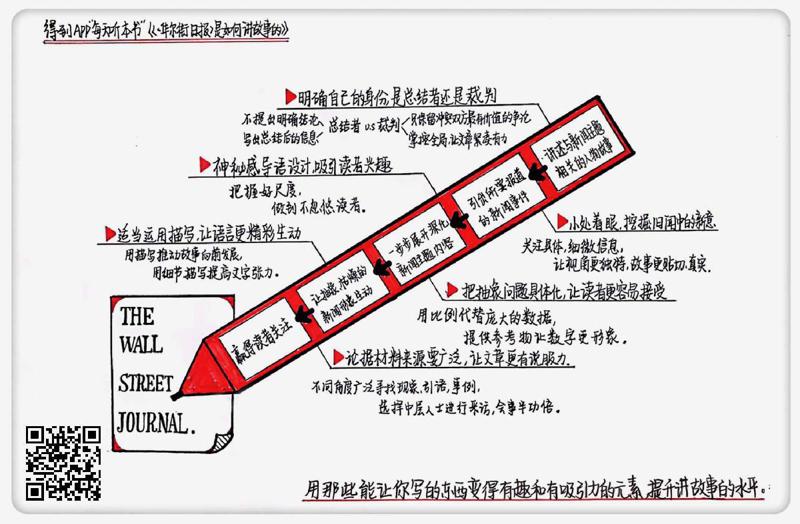 得到APP"每天听本书"《《华尔街日报》是如何讲故事的》
明确自己的身份,是总结者还是裁判
不提出明确结论、
写出总结后的信息
总结者 vs 裁判
只保留冲突双方最有价值的争论
掌控全局,让文章紧凑有力
神秘感导语设计,吸引读者兴趣
把握好尺度,
做到不忽悠读者。
适当运用描写,让语言更精彩生动
用描写推动故事向前发展,
用细节描写提高文字张力。
讲述与新闻主题
相关的人物故事
引出所要报道
的新闻事件
一步步展开深化
新闻主题内容
让抽象、枯燥的
新闻形象生动
赢得读者关注
小处着眼,挖掘旧闻中的新意
关注具体,细微信息,
让视角更独特,故事更贴切、真实.
把抽象问题具体化,让读者更容易接受
用比例代替庞大的数据,
提供参考物让数字更形象。
论据材料来源要广泛,让文章更有说服力.
不同角度广泛寻找现象、引语,事例,
选择中层人士进行采访,会事半功倍。
THE
WALL
STREET
JOURNAL.
用那些能让你写的东西变得有趣和有吸引力的元素,提升讲故事的水平。